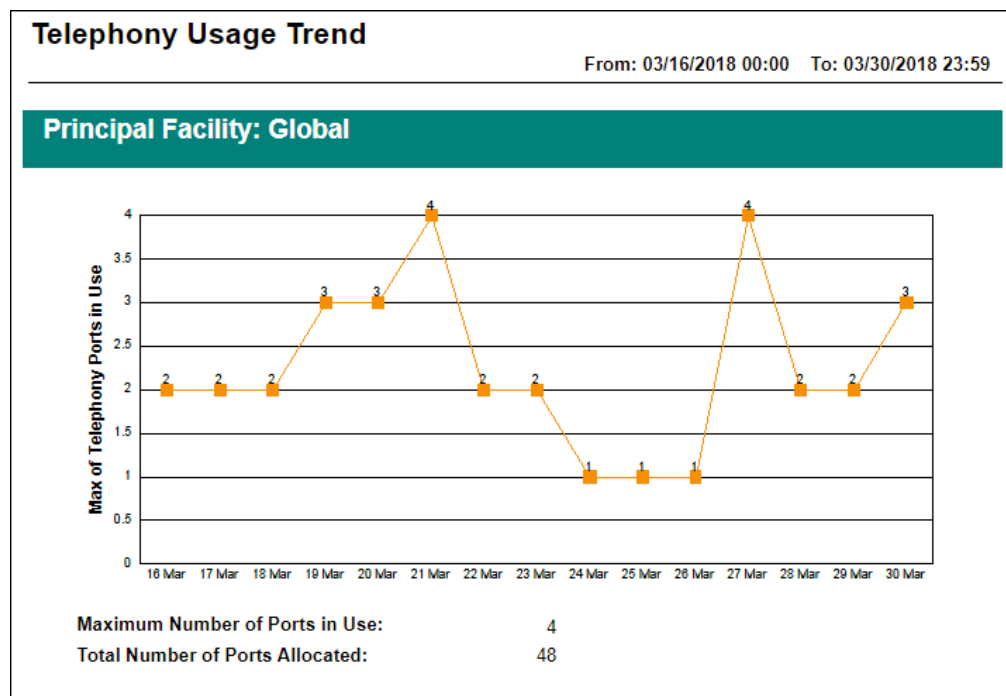 Telephony Usage Trend
From: 03/16/2018 00:00 To: 03/30/2018 23:59
Principal Facility: Global
Max of Telephony Ports in Use
4
3.5
3
2.5
2
1.5
1
0.5
0
2 2 2 3 3 4 2 2 1 1 1 4 2 2 3
16 Mar 17 Mar 18 Mar 19 Mar 20 Mar 21 Mar 22 Mar 23 Mar 24 Mar 25 Mar 26 Mar 27 Mar 28 Mar 29 Mar 30 Mar
Maximum Number of Ports in Use: 4
Total Number of Ports Allocated: 48